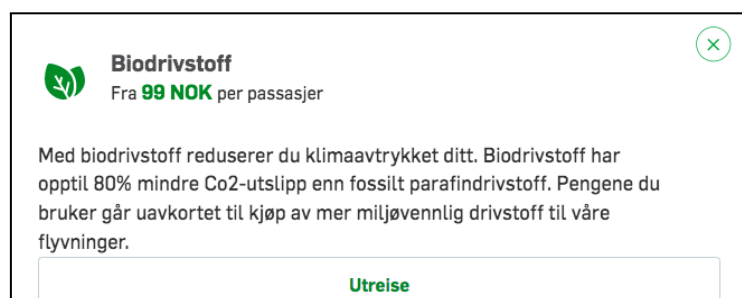 Biodrivstoff
Fra 99 NOK per passasjer
Med biodrivstoff reduserer du klimaavtrykket ditt. Biodrivstoff har
opptil 80% mindre Co2-utslipp enn fossilt parafindrivstoff. Pengene du
bruker går uavkortet til kjøp av mer miljøvennlig drivstoff til våre
flyvninger.
Utreise